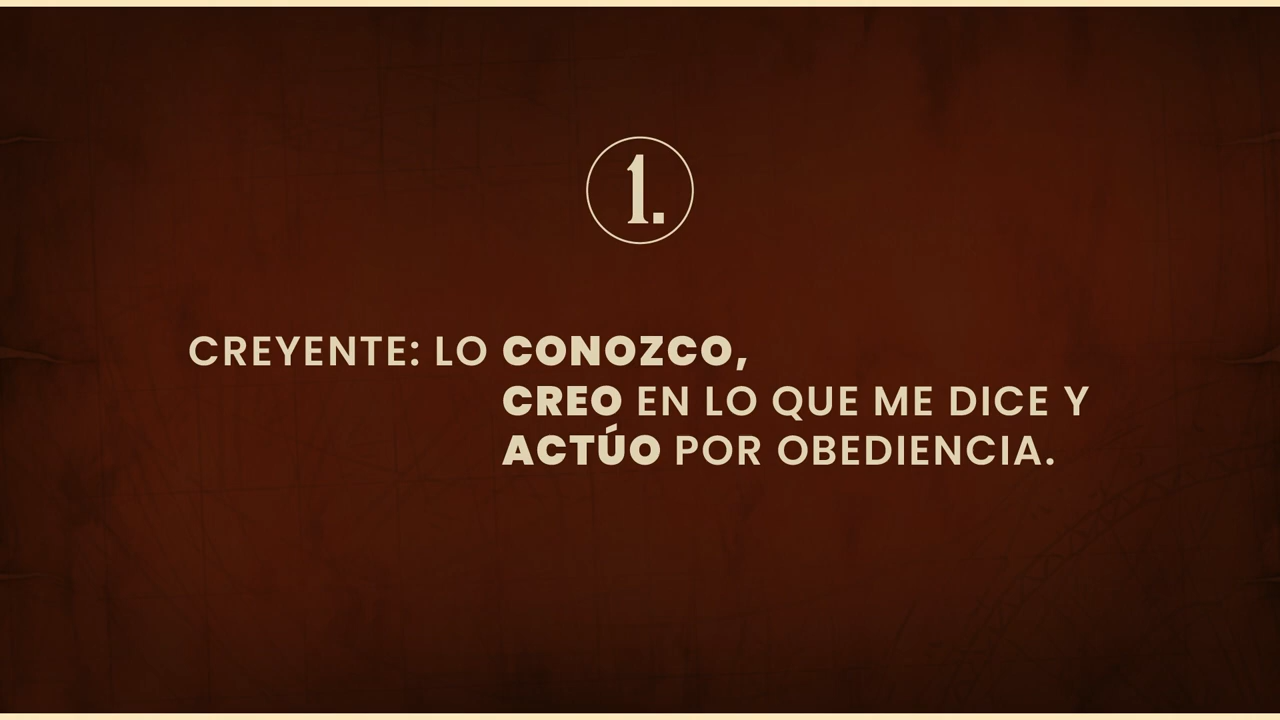 1.
CREYENTE: LO CONOZCO,
CREO EN LO QUE ME DICE Y
ACTÚO POR OBEDIENCIA.